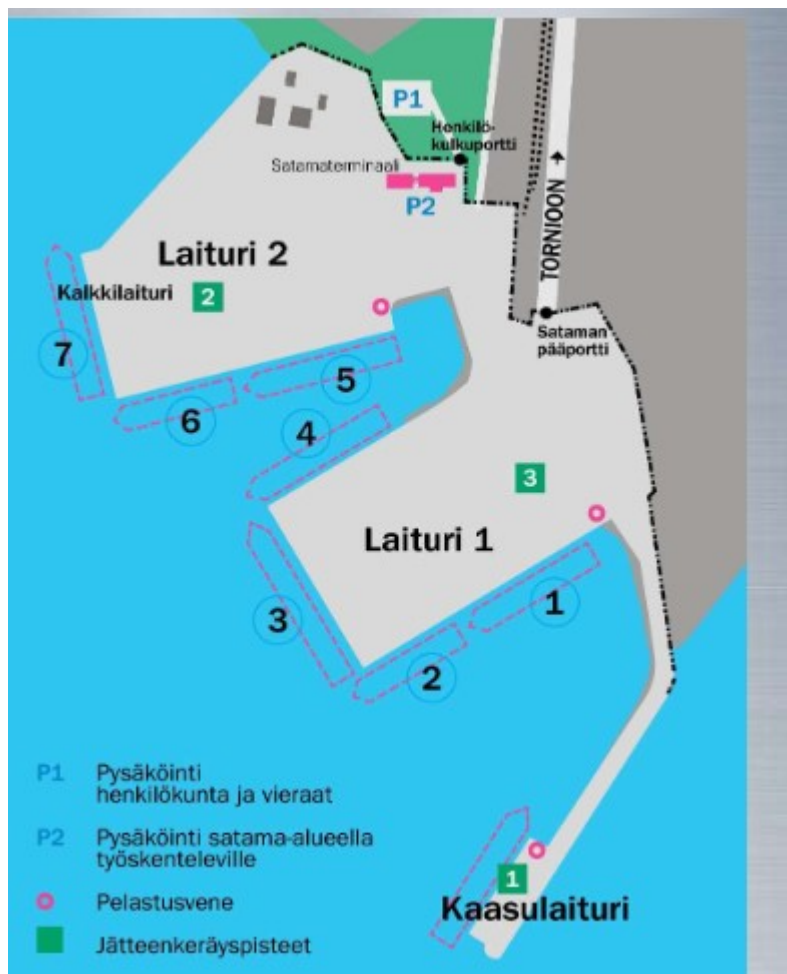 P1
Henkilö-
kulkuportti
Satamaterminaali
P2
TORNIOON
Laituri 2
Kalkkilaituri
2
Sataman
pääportti
7
5
6
4
3
Laituri 1
1
3
2
P1 Pysäköinti
henkilökunta ja vieraat
P2 Pysäköinti satama-alueella
työskenteleville
Pelastusvene
Jätteenkeräyspisteet
1
Kaasulaituri